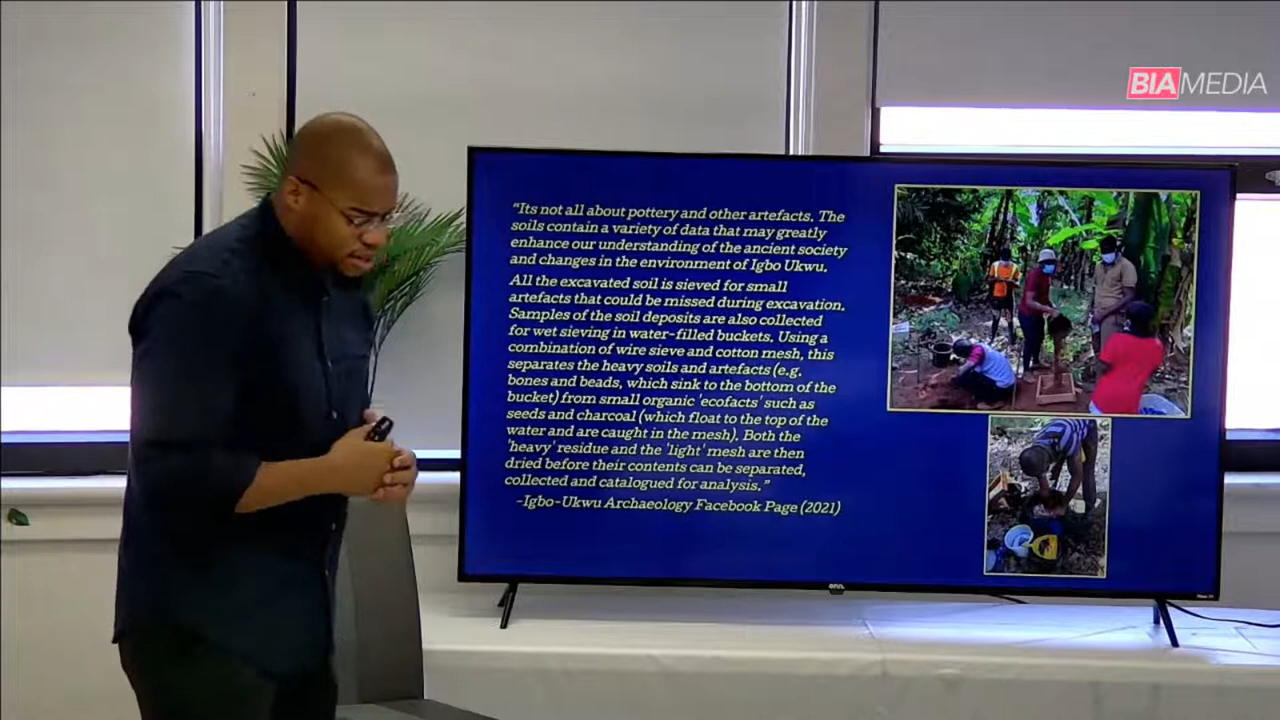 BIAMEDIA
“Its not all about pottery and other artefacts. The
soils contain a variety of data that may greatly
enhance our understanding of the ancient society
and changes in the environment of Igbo Ukwu.
All the excavated soil is sieved for small
artefacts that could be missed during excavation.
Samples of the soil deposits are also collected
for wet sieving in water-filled buckets. Using a
combination of wire sieve and cotton mesh, this
separates the heavy soils and artefacts (e.g.
bones and beads, which sink to the bottom of the
bucket) from small organic 'ecofacts' such as
seeds and charcoal (which float to the top of the
water and are caught in the mesh). Both the
'heavy' residue and the 'light' mesh are then
dried before their contents can be separated,
collected and catalogued for analysis.”
-Igbo-Ukwu Archaeology Facebook Page (2021)
onn.